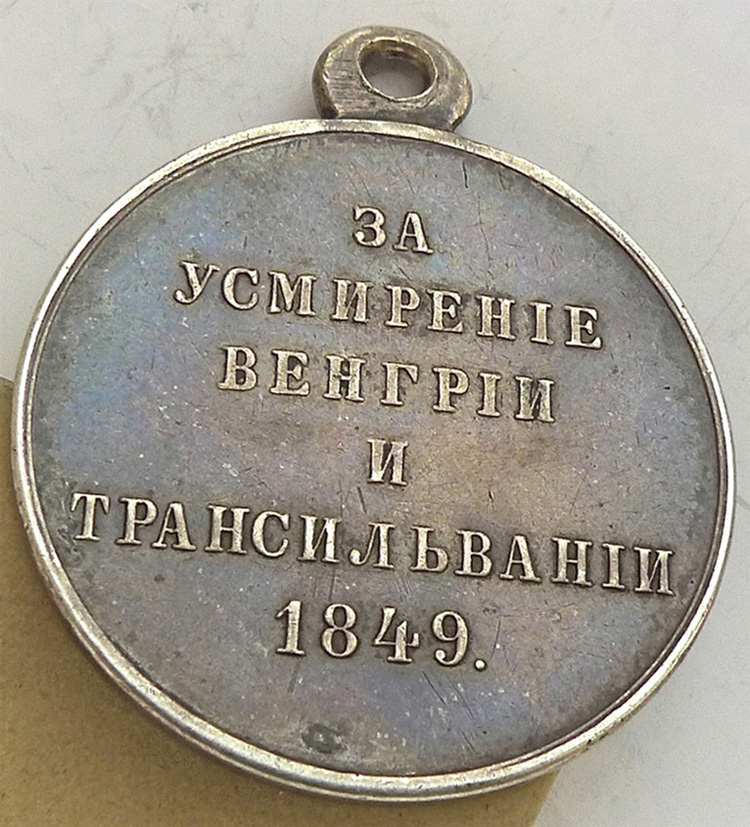 ЗА
УСМИРЕНІЕ
ВЕНГРІИ
И
ТРАНСИЛЬВАНІИ
1849.